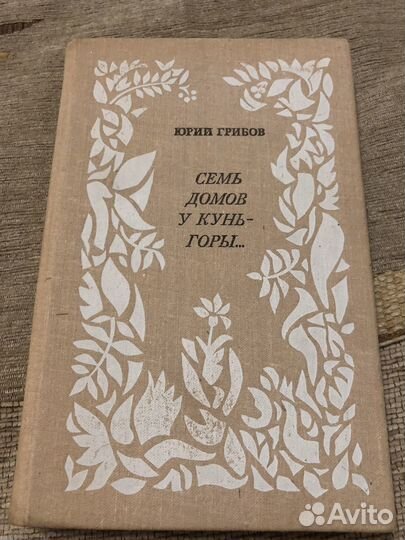 ЮРИЙ ГРИБОВ
СЕМЬ
ДОМОВ
У КУНЬ-
ГОРЫ...
Avito